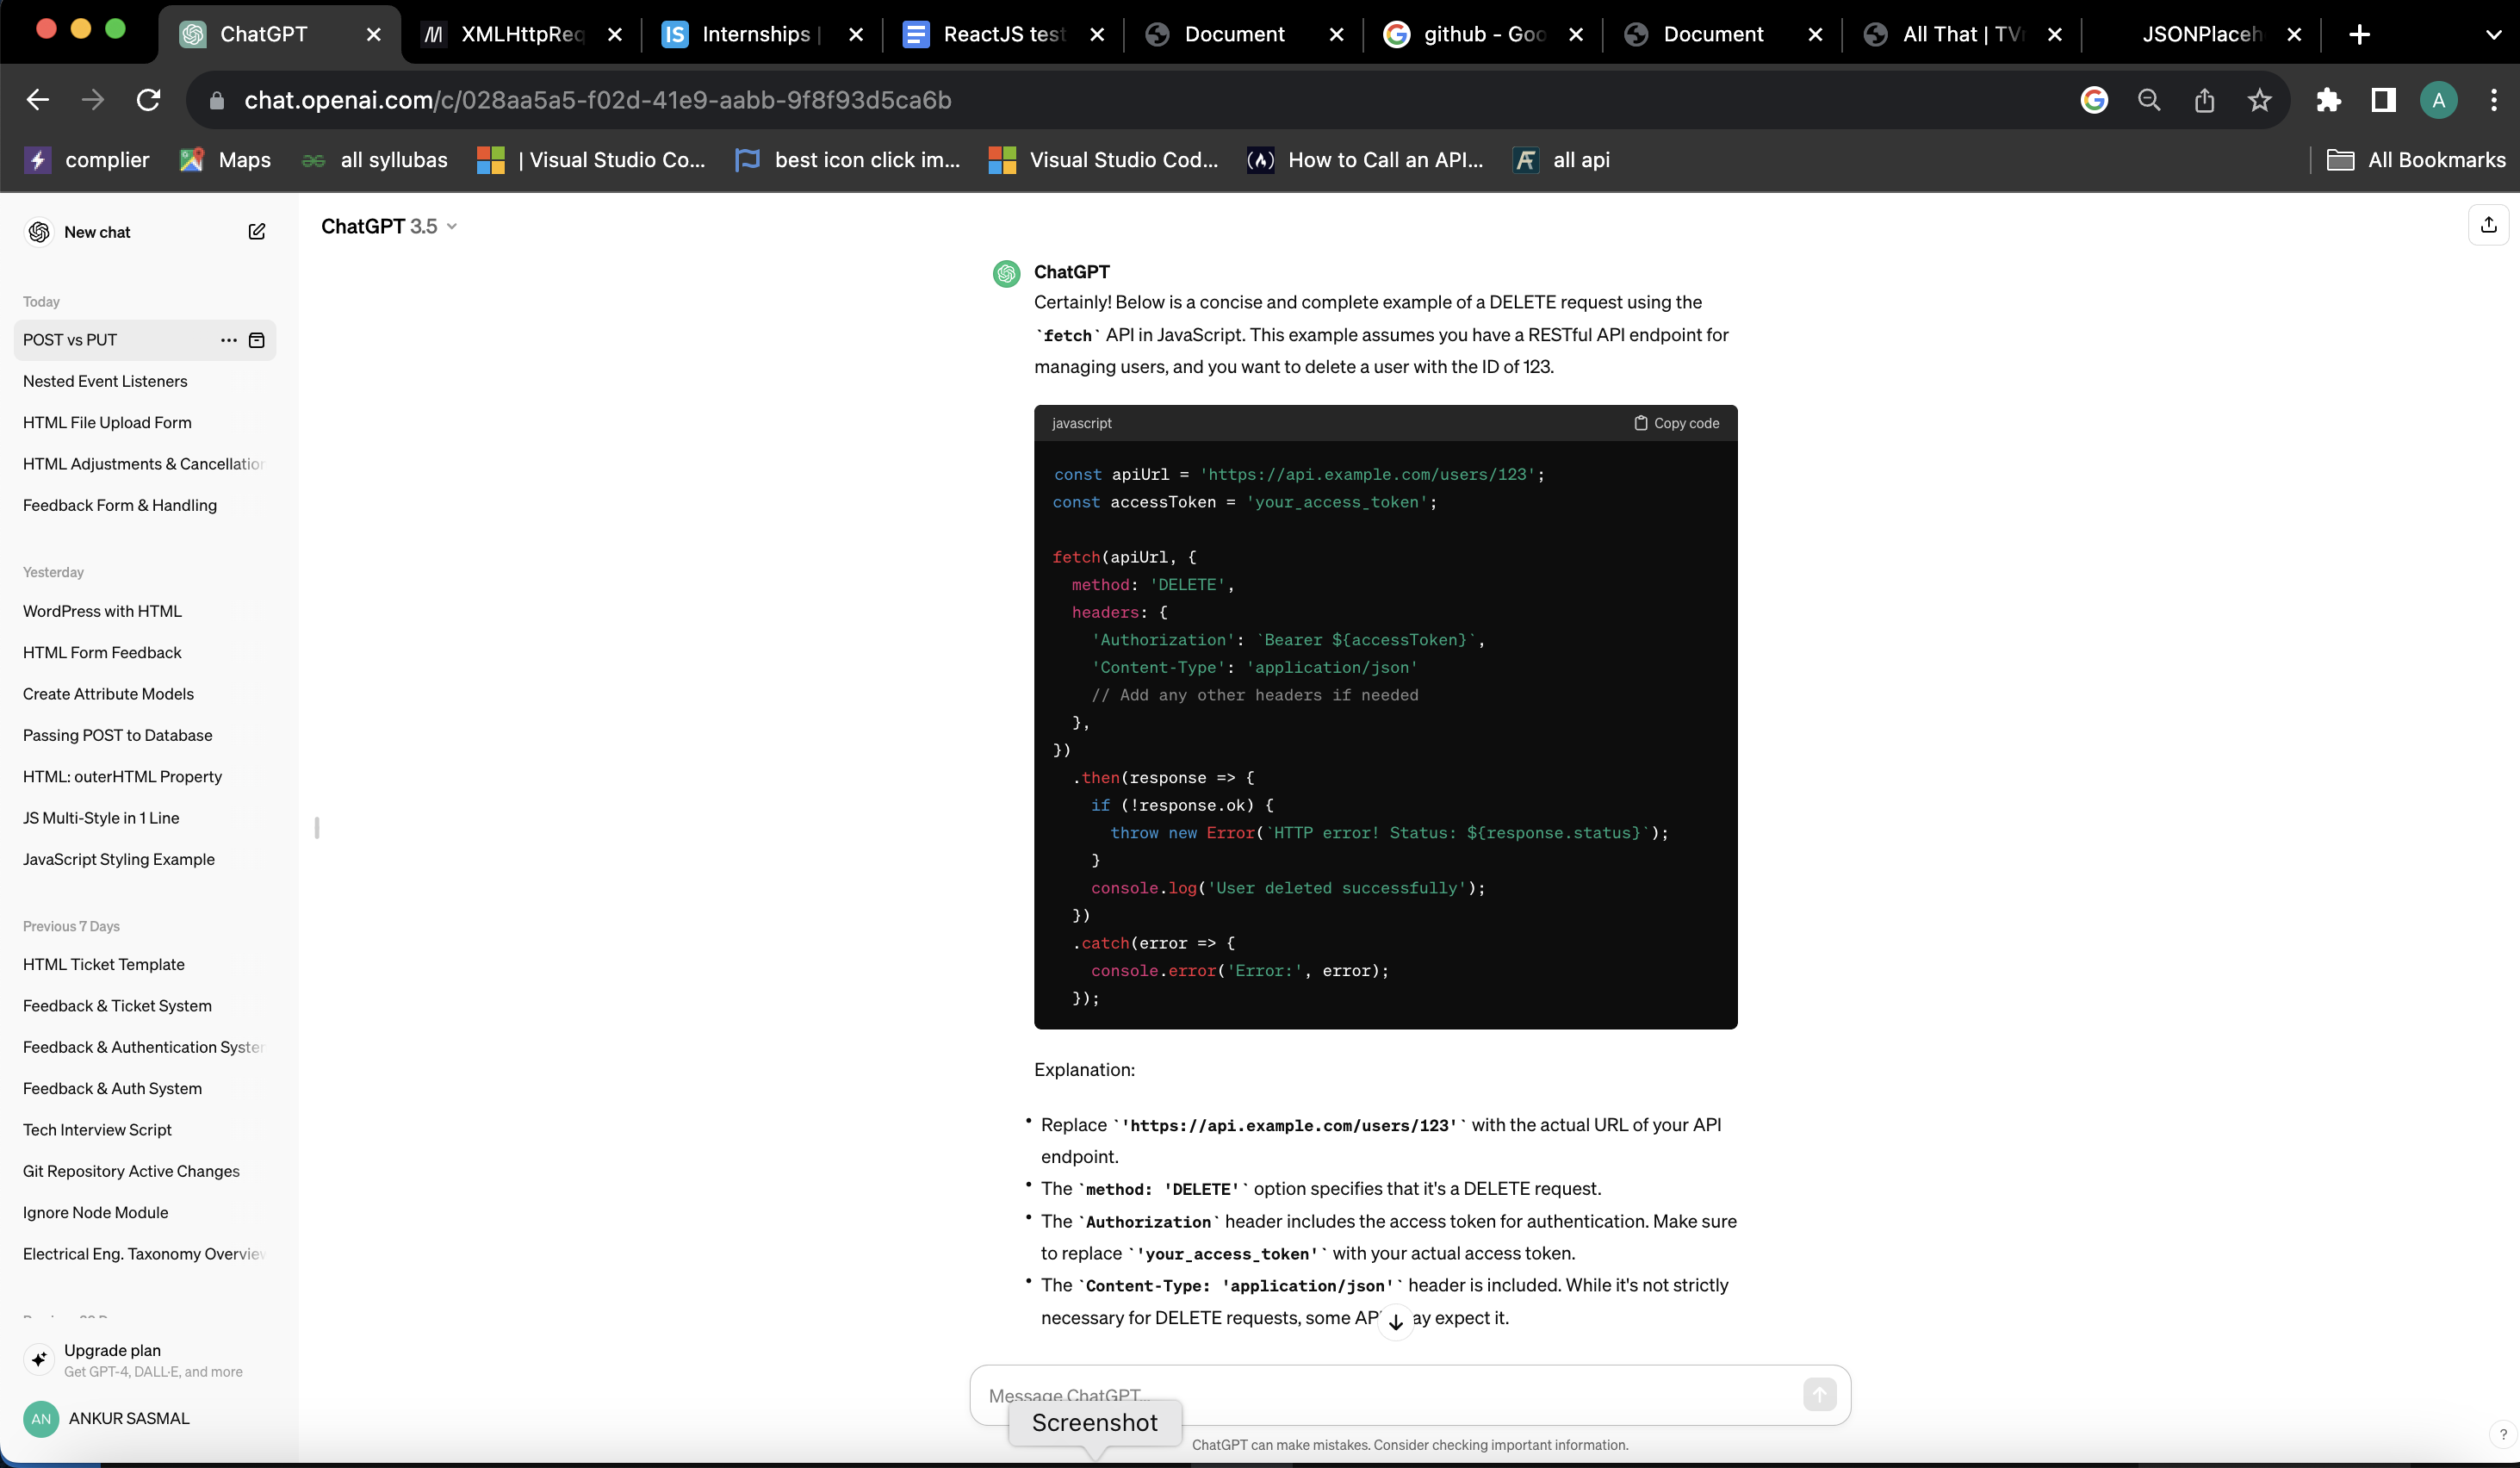 ChatGPT
XMLHttpReq
Internships |
ReactJS test
Document
github - Goo
Document
All That | TV
JSONPlaceh
chat.openai.com/c/028aa5a5-f02d-41e9-aabb-9f8f93d5ca6b
A
complier
Maps
all syllubas
| Visual Studio Co...
best icon click im...
Visual Studio Cod...
How to Call an API...
all api
All Bookmarks
New chat
Today
POST vs PUT
Nested Event Listeners
HTML File Upload Form
HTML Adjustments & Cancellation
Feedback Form & Handling
Yesterday
WordPress with HTML
HTML Form Feedback
Create Attribute Models
Passing POST to Database
HTML: outerHTML Property
JS Multi-Style in 1 Line
JavaScript Styling Example
Previous 7 Days
HTML Ticket Template
Feedback & Ticket System
Feedback & Authentication System
Feedback & Auth System
Tech Interview Script
Git Repository Active Changes
Ignore Node Module
Electrical Eng. Taxonomy Overview
Upgrade plan
Get GPT-4, DALL·E, and more
AN
ANKUR SASMAL
ChatGPT 3.5
ChatGPT
Certainly! Below is a concise and complete example of a DELETE request using the
`fetch` API in JavaScript. This example assumes you have a RESTful API endpoint for
managing users, and you want to delete a user with the ID of 123.
javascript
Copy code
const apiUrl = 'https://api.example.com/users/123';
const accessToken = 'your_access_token';
fetch(apiUrl, {
  method: 'DELETE',
  headers: {
    'Authorization': `Bearer ${accessToken}`,
    'Content-Type': 'application/json'
    // Add any other headers if needed
  },
})
  .then(response => {
    if (!response.ok) {
      throw new Error(`HTTP error! Status: ${response.status}`);
    }
    console.log('User deleted successfully');
  })
  .catch(error => {
    console.error('Error:', error);
  });
Explanation:
• Replace `'https://api.example.com/users/123'` with the actual URL of your API
endpoint.
• The `method: 'DELETE'` option specifies that it's a DELETE request.
• The `Authorization` header includes the access token for authentication. Make sure
to replace `'your_access_token'` with your actual access token.
• The `Content-Type: 'application/json'` header is included. While it's not strictly
necessary for DELETE requests, some AP ay expect it.
Message ChatGPT...
Screenshot
ChatGPT can make mistakes. Consider checking important information.
?